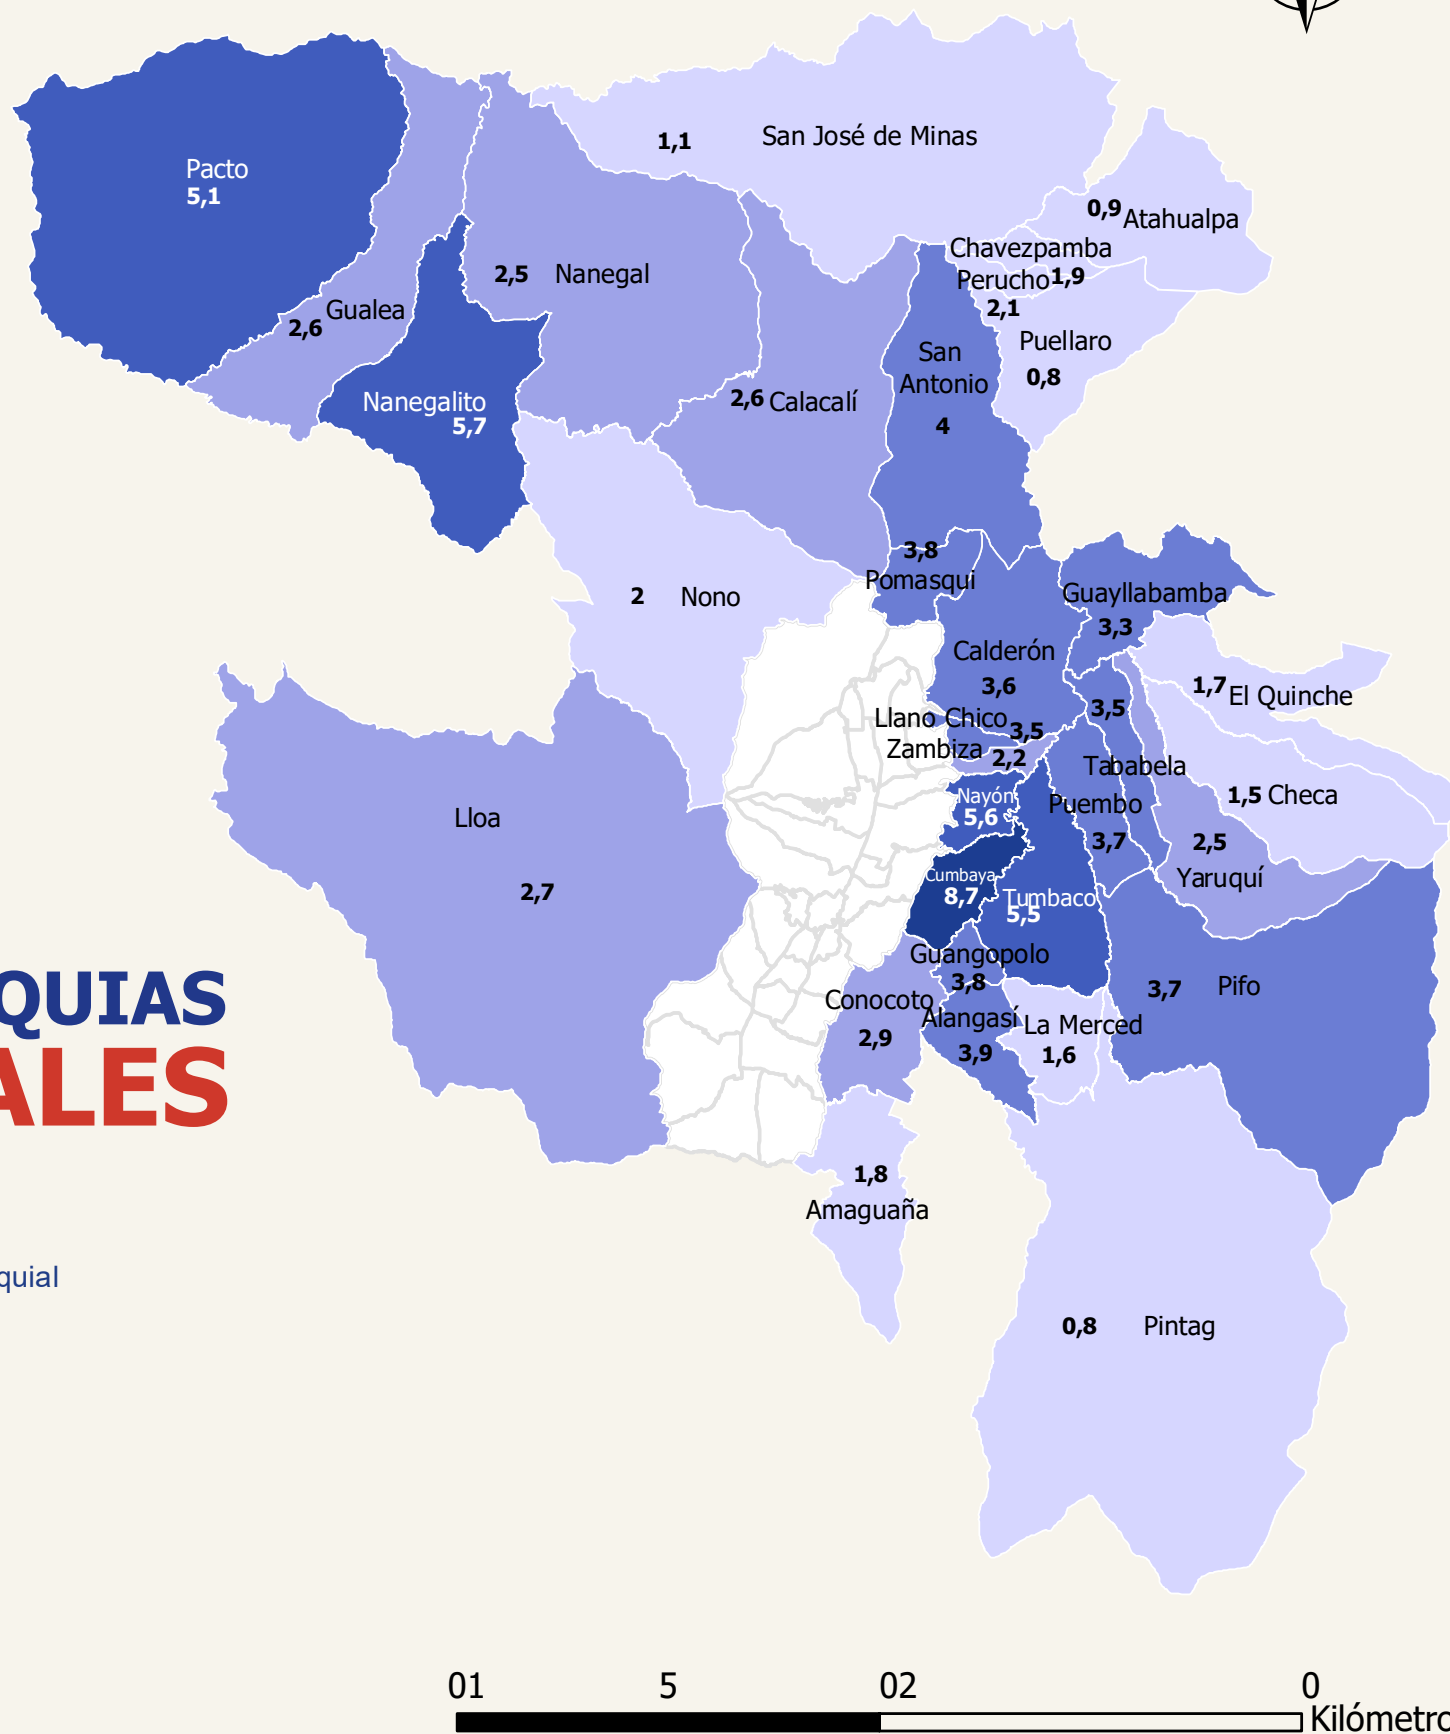 1,1 San José de Minas
Pacto
5,1
0,9 Atahualpa
Chavezpamba
1,9
Perucho
2,1
2,5 Nanegal
Gualea
2,6
Puellaro
0,8
San
Antonio
4
Nanegalito
5,7
2,6 Calacalí
3,8
Pomasqui
2 Nono
Guayllabamba
3,3
Calderón
3,6
1,7 El Quinche
3,5
Tababela
Llano Chico 3,5
Zambiza 2,2
Nayón
5,6
Puembo
3,7
1,5 Checa
2,5
Yaruquí
Lloa
2,7
Cumbaya
8,7
Tumbaco
5,5
Guangopolo
3,8
3,7 Pifo
Conocoto
2,9
Alangasí
3,9
La Merced
1,6
QUIAS
ALES
1,8
Amaguaña
quial
0,8 Pintag
01 5 02 0
Kilómetro